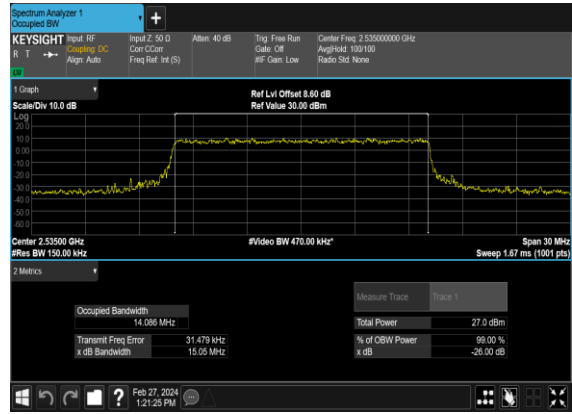 Spectrum Analyzer 1
Occupied BW
+
KEYSIGHT
R T
LW
Input: RF
Coupling: DC
Align: Auto
Input Z: 50 Ω
Corr CCorr
Freq Ref: Int (S)
Atten: 40 dB
Trig: Free Run
Gate: Off
#IF Gain: Low
Center Freq: 2.535000000 GHz
Avg|Hold: 100/100
Radio Std: None
1 Graph
Scale/Div 10.0 dB
Ref Lvl Offset 8.60 dB
Ref Value 30.00 dBm
Log
20.0
10.0
0.00
-10.0
-20.0
-30.0
-40.0
-50.0
-60.0
Center 2.53500 GHz
#Res BW 150.00 kHz
#Video BW 470.00 kHz*
Span 30 MHz
Sweep 1.67 ms (1001 pts)
2 Metrics
Measure Trace Trace 1
Occupied Bandwidth
14.086 MHz
Total Power 27.0 dBm
Transmit Freq Error 31.479 kHz
x dB Bandwidth 15.05 MHz
% of OBW Power 99.00 %
x dB -26.00 dB
?
Feb 27, 2024
1:21:25 PM